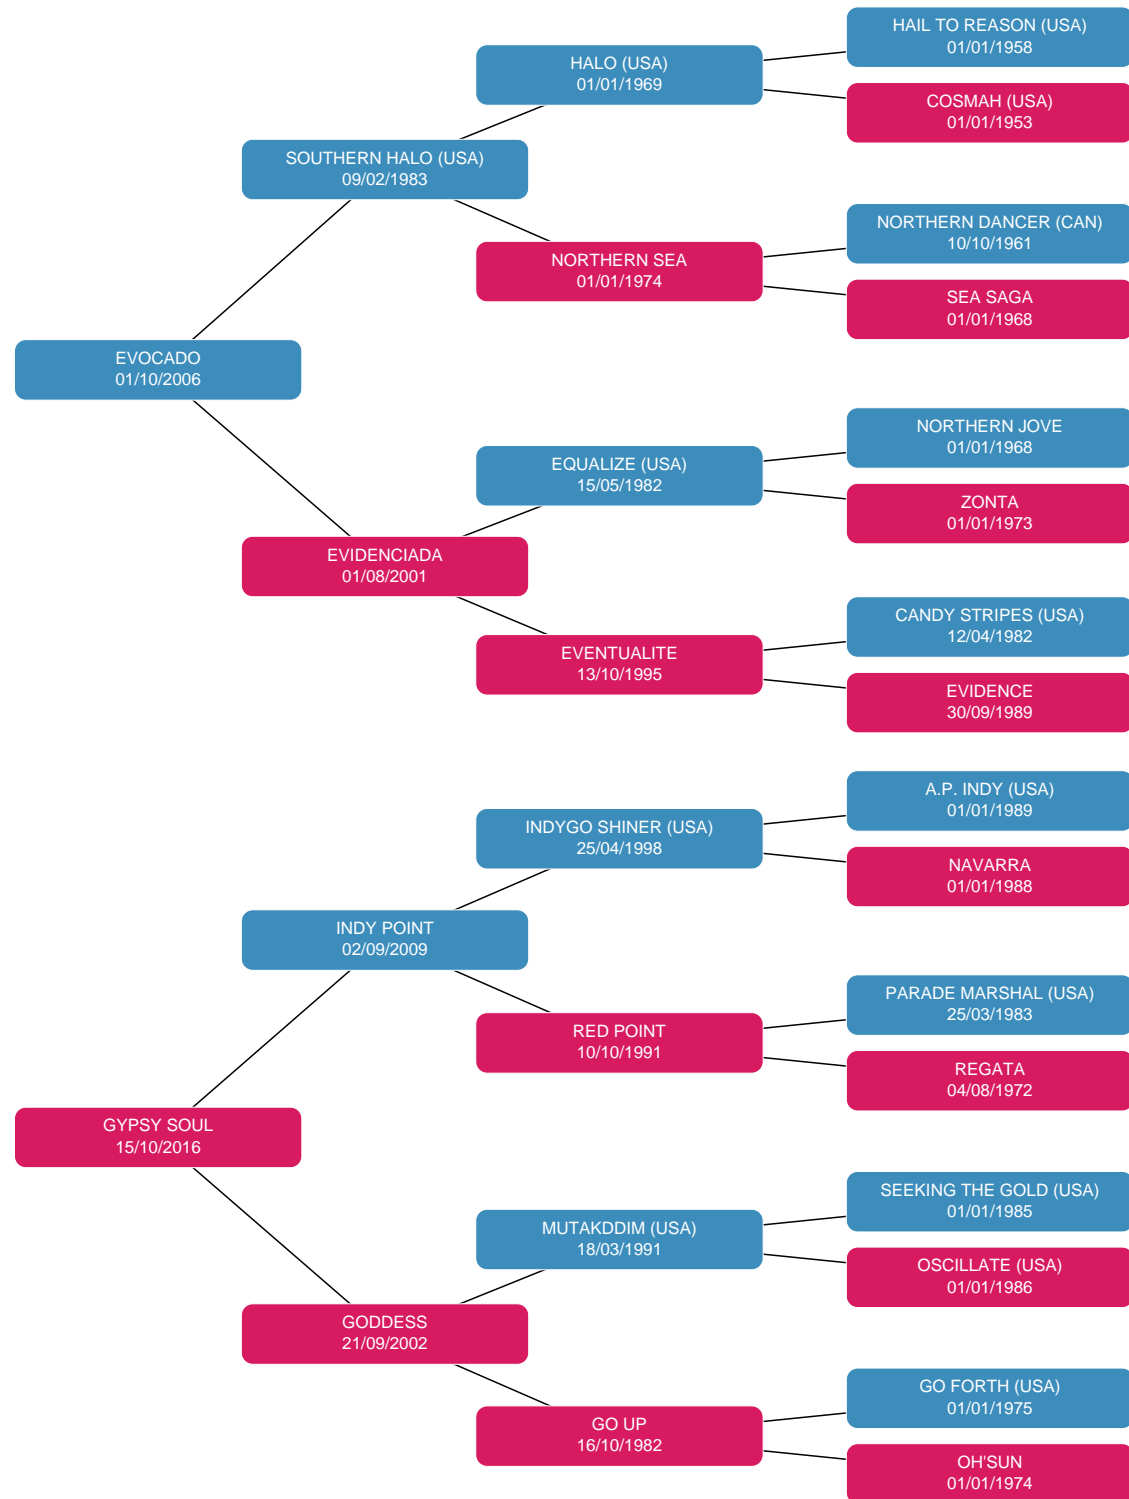 HAIL TO REASON (USA)
01/01/1958
HALO (USA)
01/01/1969
COSMAH (USA)
01/01/1953
SOUTHERN HALO (USA)
09/02/1983
NORTHERN DANCER (CAN)
10/10/1961
NORTHERN SEA
01/01/1974
SEA SAGA
01/01/1968
EVOCADO
01/10/2006
NORTHERN JOVE
01/01/1968
EQUALIZE (USA)
15/05/1982
ZONTA
01/01/1973
EVIDENCIADA
01/08/2001
CANDY STRIPES (USA)
12/04/1982
EVENTUALITE
13/10/1995
EVIDENCE
30/09/1989
A.P. INDY (USA)
01/01/1989
INDYGO SHINER (USA)
25/04/1998
NAVARRA
01/01/1988
INDY POINT
02/09/2009
PARADE MARSHAL (USA)
25/03/1983
RED POINT
10/10/1991
REGATA
04/08/1972
GYPSY SOUL
15/10/2016
SEEKING THE GOLD (USA)
01/01/1985
MUTAKDDIM (USA)
18/03/1991
OSCILLATE (USA)
01/01/1986
GODDESS
21/09/2002
GO FORTH (USA)
01/01/1975
GO UP
16/10/1982
OH'SUN
01/01/1974